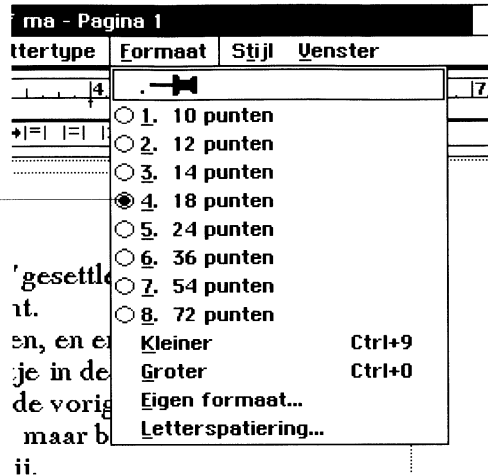 ma - Pagina 1
ttertype Formaat Stijl Venster
4 7
1. 10 punten
2. 12 punten
3. 14 punten
4. 18 punten
5. 24 punten
6. 36 punten
7. 54 punten
8. 72 punten
Kleiner Ctrl+9
Groter Ctrl+0
Eigen formaat...
Letterspatiering...
'gesettle
nt.
en, en e
je in de
de vorig
maar b
ii.